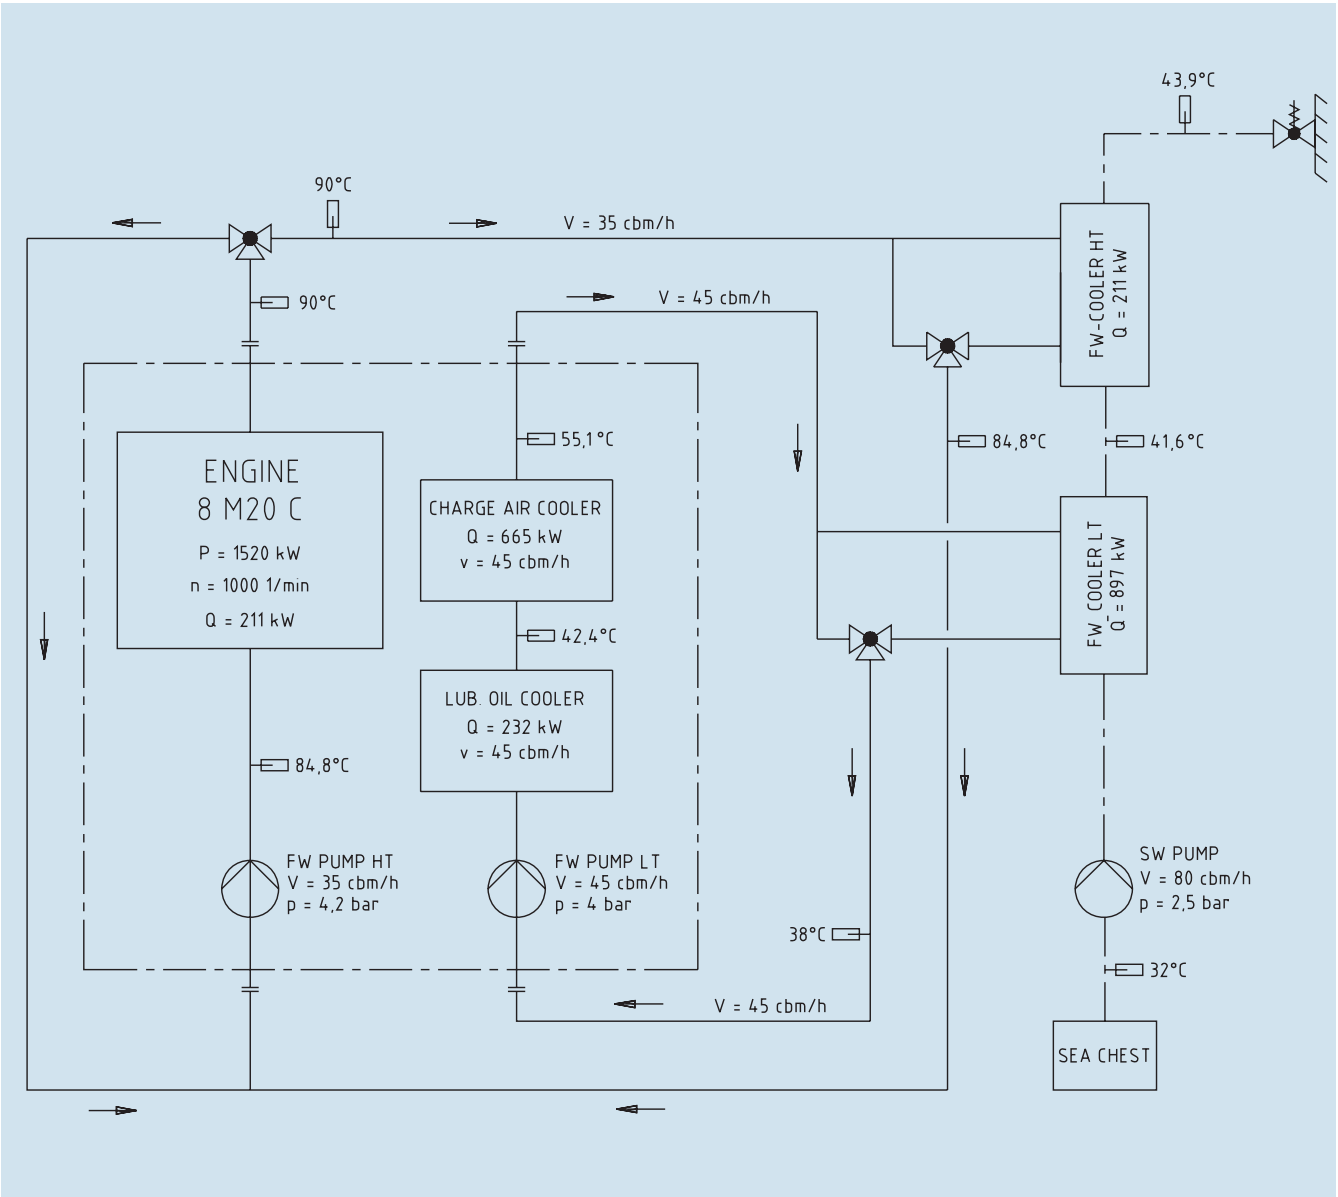 43,9°C
90°C
V = 35 cbm/h
FW-COOLER HT
Q = 211 kW
90°C
V = 45 cbm/h
55,1°C
84,8°C
41,6°C
ENGINE
8 M20 C
P = 1520 kW
n = 1000 1/min
Q = 211 kW
CHARGE AIR COOLER
Q = 665 kW
v = 45 cbm/h
FW COOLER LT
Q = 897 kW
42,4°C
LUB. OIL COOLER
Q = 232 kW
v = 45 cbm/h
84,8°C
FW PUMP HT
V = 35 cbm/h
p = 4,2 bar
FW PUMP LT
V = 45 cbm/h
p = 4 bar
SW PUMP
V = 80 cbm/h
p = 2,5 bar
38°C
32°C
V = 45 cbm/h
SEA CHEST